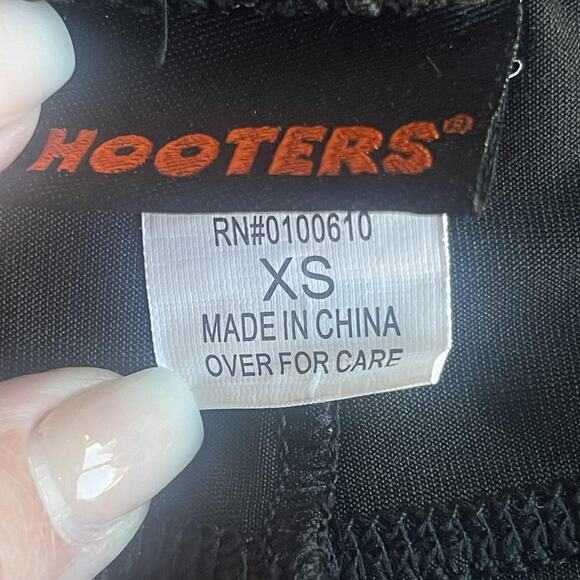 HOOTERS®
RN#0100610
XS
MADE IN CHINA
OVER FOR CARE